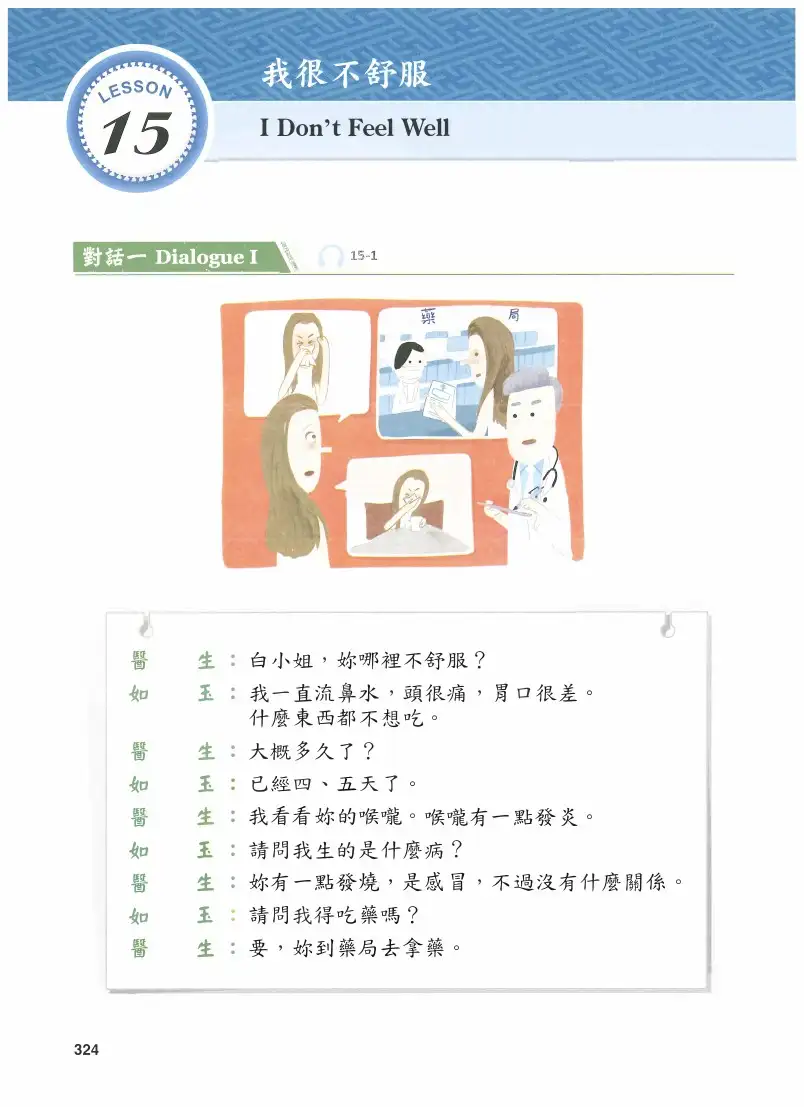 我很不舒服
LESSON
15
I Don't Feel Well
對話一 Dialogue I
15-1
藥 局
醫 生：白小姐，妳哪裡不舒服？
如 玉：我一直流鼻水，頭很痛，胃口很差。
什麼東西都不想吃。
醫 生：大概多久了？
如 玉：已經四、五天了。
醫 生：我看看妳的喉嚨。喉嚨有一點發炎。
如 玉：請問我生的是什麼病？
醫 生：妳有一點發燒，是感冒，不過沒有什麼關係。
如 玉：請問我得吃藥嗎？
醫 生：要，妳到藥局去拿藥。
324